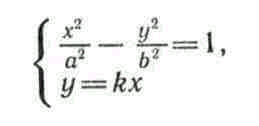 x²/a² − y²/b² = 1,
y = kx